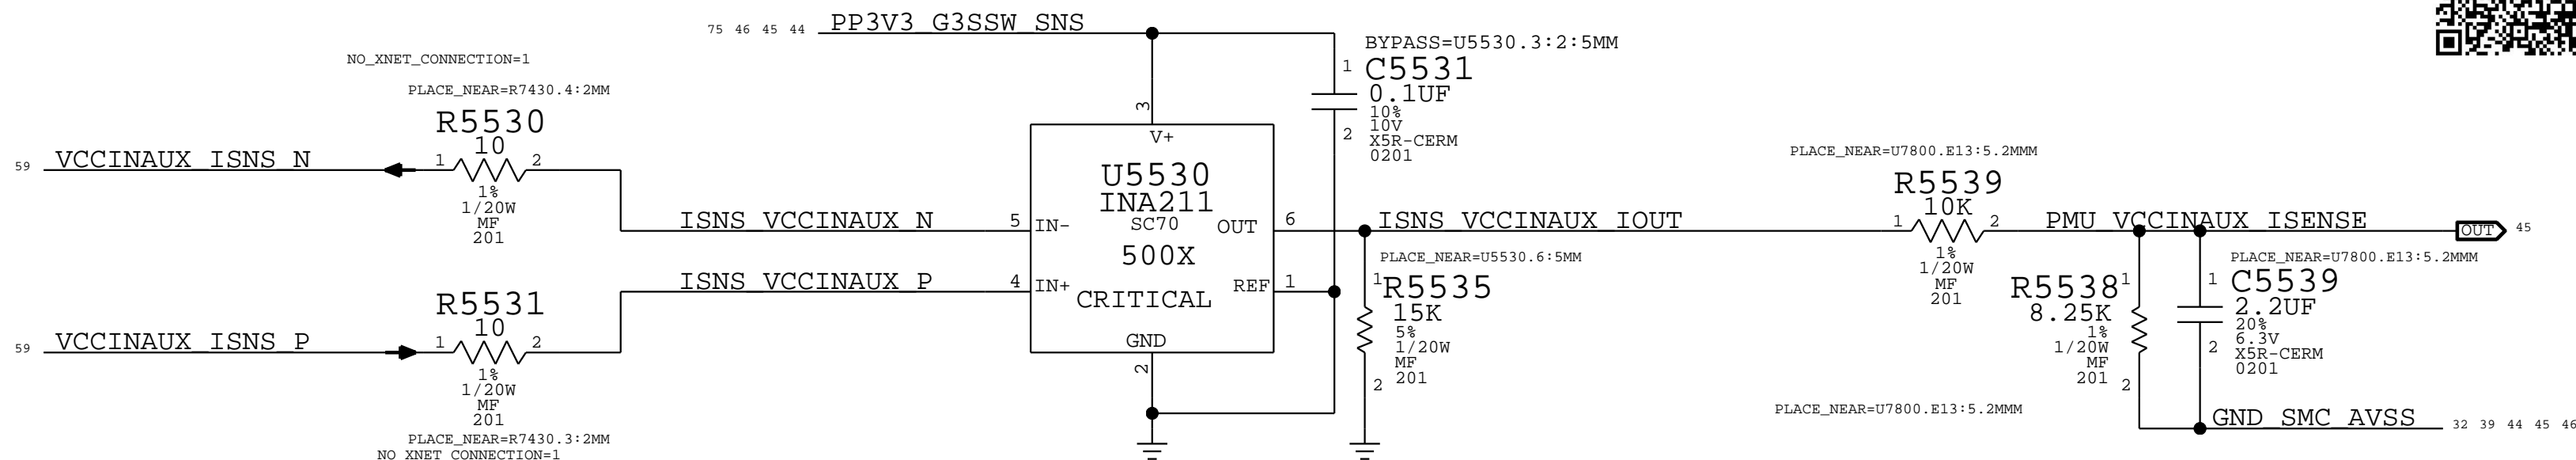 75 46 45 44
PP3V3_G3SSW_SNS
NO_XNET_CONNECTION=1
PLACE_NEAR=R7430.4:2MM
R5530
10
59
VCCINAUX_ISNS_N
1
2
1%
1/20W
MF
201
ISNS_VCCINAUX_N
5
ISNS_VCCINAUX_P
4
R5531
10
59
VCCINAUX_ISNS_P
1
2
1%
1/20W
MF
201
PLACE_NEAR=R7430.3:2MM
NO_XNET_CONNECTION=1
3
V+
U5530
INA211
SC70
500X
CRITICAL
IN-
IN+
OUT
REF
GND
2
6
1
BYPASS=U5530.3:2:5MM
1
C5531
0.1UF
10%
10V
2
X5R-CERM
0201
ISNS_VCCINAUX_IOUT
PLACE_NEAR=U5530.6:5MM
1
R5535
15K
5%
1/20W
MF
201
2
PLACE_NEAR=U7800.E13:5.2MMM
R5539
10K
1
2
1%
1/20W
MF
201
PMU_VCCINAUX_ISENSE
OUT
45
R5538
1
8.25K
1%
1/20W
MF
201
2
PLACE_NEAR=U7800.E13:5.2MMM
PLACE_NEAR=U7800.E13:5.2MMM
1
C5539
2.2UF
20%
6.3V
2
X5R-CERM
0201
GND_SMC_AVSS
32 39 44 45 46